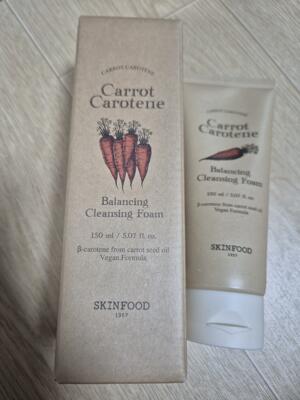 CARROT CAROTENE
Carrot
Carotene
Balancing
Cleansing Foam
150 ml / 5.07 fl. oz.
β-carotene from carrot seed oil
Vegan Formula
SKINFOOD
1957
CARROT CAROTENE
Carrot
Carotene
Balancing
Cleansing Foam
150 ml / 5.07 fl. oz.
β-carotene from carrot seed oil
Vegan Formula
SKINFOOD
1957